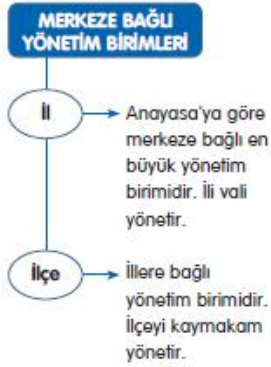 MERKEZE BAĞLI
YÖNETİM BİRİMLERİ
İl
Anayasa'ya göre
merkeze bağlı en
büyük yönetim
birimidir. İli vali
yönetir.
İlçe
İllere bağlı
yönetim birimidir.
İlçeyi kaymakam
yönetir.